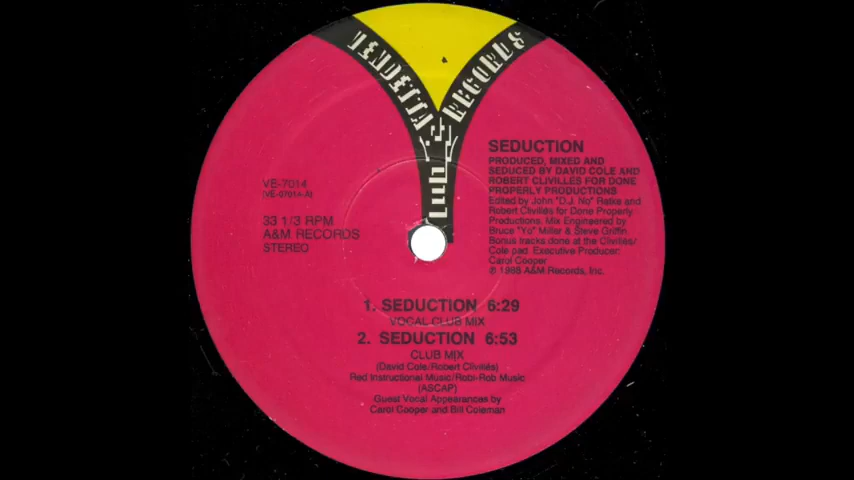 VENDETTA RECORDS
Club
VE-7014
(VE-07014-A)
33 1/3 RPM
A&M RECORDS
STEREO
SEDUCTION
PRODUCED, MIXED AND
SEDUCED BY DAVID COLE AND
ROBERT CLIVILLES FOR DONE
PROPERLY PRODUCTIONS
Edited by John "D.J. No" Ratke and
Robert Clivillés for Done Properly
Productions. Mix Engineered by
Bruce "Yo" Miller & Steve Griffin
Bonus tracks done at the Clivillés/
Cole pad. Executive Producer:
Carol Cooper
℗ 1988 A&M Records, Inc.
1. SEDUCTION 6:29
VOCAL CLUB MIX
2. SEDUCTION 6:53
CLUB MIX
(David Cole/Robert Clivillés)
Red Instructional Music/Robi-Rob Music
(ASCAP)
Guest Vocal Appearances by
Carol Cooper and Bill Coleman